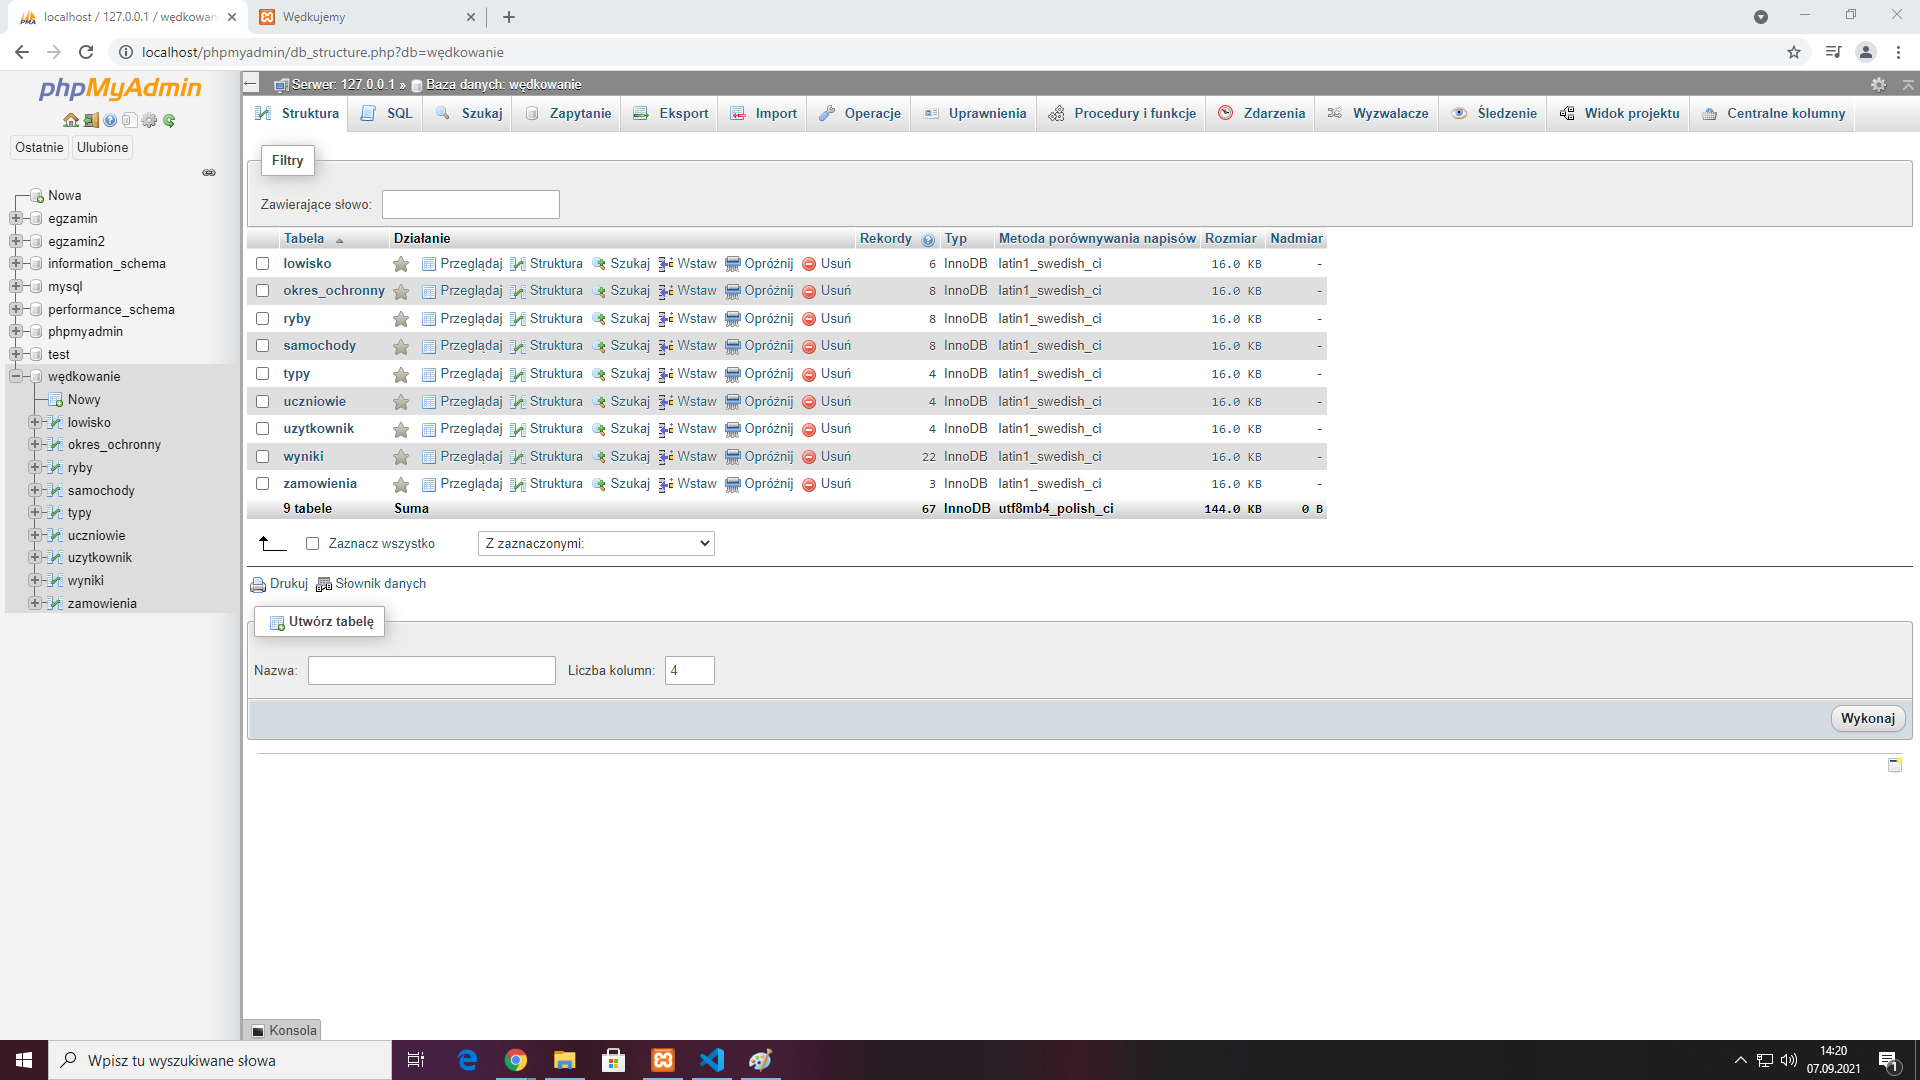 localhost / 127.0.0.1 / wędkowan
Wędkujemy
localhost/phpmyadmin/db_structure.php?db=wędkowanie
phpMyAdmin
Ostatnie Ulubione
Nowa
egzamin
egzamin2
information_schema
mysql
performance_schema
phpmyadmin
test
wędkowanie
Nowy
lowisko
okres_ochronny
ryby
samochody
typy
uczniowie
uzytkownik
wyniki
zamowienia
Serwer: 127.0.0.1 » Baza danych: wędkowanie
Struktura SQL Szukaj Zapytanie Eksport Import Operacje Uprawnienia Procedury i funkcje Zdarzenia Wyzwalacze Śledzenie Widok projektu Centralne kolumny
Filtry
Zawierające słowo:
Tabela Działanie Rekordy Typ Metoda porównywania napisów Rozmiar Nadmiar
lowisko Przeglądaj Struktura Szukaj Wstaw Opróżnij Usuń 6 InnoDB latin1_swedish_ci 16.0 KB -
okres_ochronny Przeglądaj Struktura Szukaj Wstaw Opróżnij Usuń 8 InnoDB latin1_swedish_ci 16.0 KB -
ryby Przeglądaj Struktura Szukaj Wstaw Opróżnij Usuń 8 InnoDB latin1_swedish_ci 16.0 KB -
samochody Przeglądaj Struktura Szukaj Wstaw Opróżnij Usuń 8 InnoDB latin1_swedish_ci 16.0 KB -
typy Przeglądaj Struktura Szukaj Wstaw Opróżnij Usuń 4 InnoDB latin1_swedish_ci 16.0 KB -
uczniowie Przeglądaj Struktura Szukaj Wstaw Opróżnij Usuń 4 InnoDB latin1_swedish_ci 16.0 KB -
uzytkownik Przeglądaj Struktura Szukaj Wstaw Opróżnij Usuń 4 InnoDB latin1_swedish_ci 16.0 KB -
wyniki Przeglądaj Struktura Szukaj Wstaw Opróżnij Usuń 22 InnoDB latin1_swedish_ci 16.0 KB -
zamowienia Przeglądaj Struktura Szukaj Wstaw Opróżnij Usuń 3 InnoDB latin1_swedish_ci 16.0 KB -
9 tabele Suma 67 InnoDB utf8mb4_polish_ci 144.0 KB 0 B
Zaznacz wszystko Z zaznaczonymi:
Drukuj Słownik danych
Utwórz tabelę
Nazwa: Liczba kolumn: 4
Wykonaj
Konsola
Wpisz tu wyszukiwane słowa
14:20
07.09.2021
1